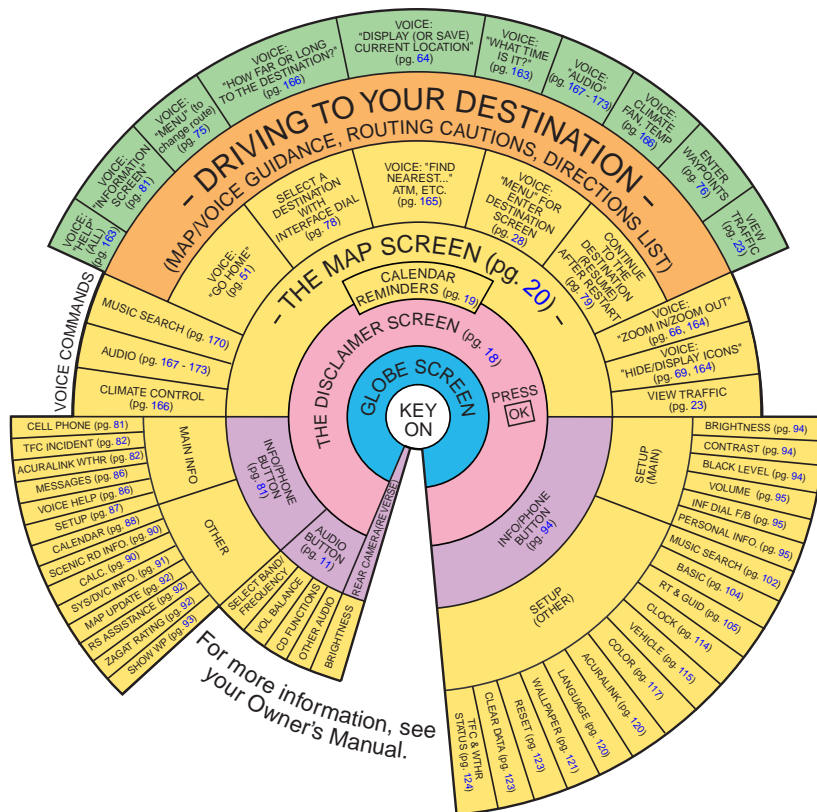 VOICE:
"HELP"
(ALL)
(pg. 163)
VOICE:
"INFORMATION
SCREEN"
(pg. 81)
VOICE:
"MENU" (to
change route)
(pg. 75)
VOICE:
"HOW FAR OR LONG
TO THE DESTINATION?"
(pg. 166)
VOICE:
"DISPLAY (OR SAVE)
CURRENT LOCATION"
(pg. 64)
VOICE:
"WHAT TIME
IS IT?"
(pg. 163)
VOICE:
"AUDIO"
(pg. 167 - 173)
VOICE:
CLIMATE
FAN, TEMP
(pg. 166)
ENTER
WAYPOINTS
(pg. 76)
VIEW
TRAFFIC
(pg. 23)
- DRIVING TO YOUR DESTINATION -
(MAP/VOICE GUIDANCE, ROUTING CAUTIONS, DIRECTIONS LIST)
VOICE COMMANDS
CLIMATE CONTROL
(pg. 166)
AUDIO (pg. 167 - 173)
MUSIC SEARCH (pg. 170)
VOICE:
"GO HOME"
(pg. 51)
SELECT A
DESTINATION
WITH
INTERFACE DIAL
(pg. 78)
VOICE: "FIND
NEAREST..."
ATM, ETC.
(pg. 165)
VOICE:
"MENU" FOR
ENTER
DESTINATION
SCREEN
(pg. 28)
CONTINUE
TO THE
DESTINATION
(RESUME)
AFTER RESTART
(pg. 79)
VOICE:
"ZOOM IN/ZOOM OUT"
(pg. 66, 164)
VOICE:
"HIDE/DISPLAY ICONS"
(pg. 69, 164)
VIEW TRAFFIC
(pg. 23)
- THE MAP SCREEN (pg. 20) -
CALENDAR
REMINDERS (pg. 19)
THE DISCLAIMER SCREEN (pg. 18)
PRESS
OK
GLOBE SCREEN
KEY
ON
INFO/PHONE
BUTTON
(pg. 81)
AUDIO
BUTTON
(pg. 11)
REAR CAMERA(REVERSE)
MAIN INFO
OTHER
CELL PHONE (pg. 81)
TFC INCIDENT (pg. 82)
ACURALINK WTHR (pg. 82)
MESSAGES (pg. 86)
VOICE HELP (pg. 86)
SETUP (pg. 87)
CALENDAR (pg. 88)
SCENIC RD INFO. (pg. 90)
CALC. (pg. 90)
SYS/DVC INFO. (pg. 91)
MAP UPDATE (pg. 92)
RS ASSISTANCE (pg. 92)
ZAGAT RATING (pg. 92)
SHOW WP (pg. 93)
SELECT BAND/
FREQUENCY
VOL BALANCE
CD FUNCTIONS
OTHER AUDIO
BRIGHTNESS
For more information, see
your Owner's Manual.
INFO/PHONE
BUTTON
(pg. 94)
SETUP
(MAIN)
SETUP
(OTHER)
BRIGHTNESS (pg. 94)
CONTRAST (pg. 94)
BLACK LEVEL (pg. 94)
VOLUME (pg. 95)
INF DIAL F/B (pg. 95)
PERSONAL INFO. (pg. 95)
MUSIC SEARCH (pg. 102)
BASIC (pg. 104)
RT & GUID (pg. 105)
CLOCK (pg. 114)
VEHICLE (pg. 115)
COLOR (pg. 117)
ACURALINK (pg. 120)
LANGUAGE (pg. 120)
WALLPAPER (pg. 121)
RESET (pg. 123)
CLEAR DATA (pg. 123)
TFC & WTHR
STATUS (pg. 124)